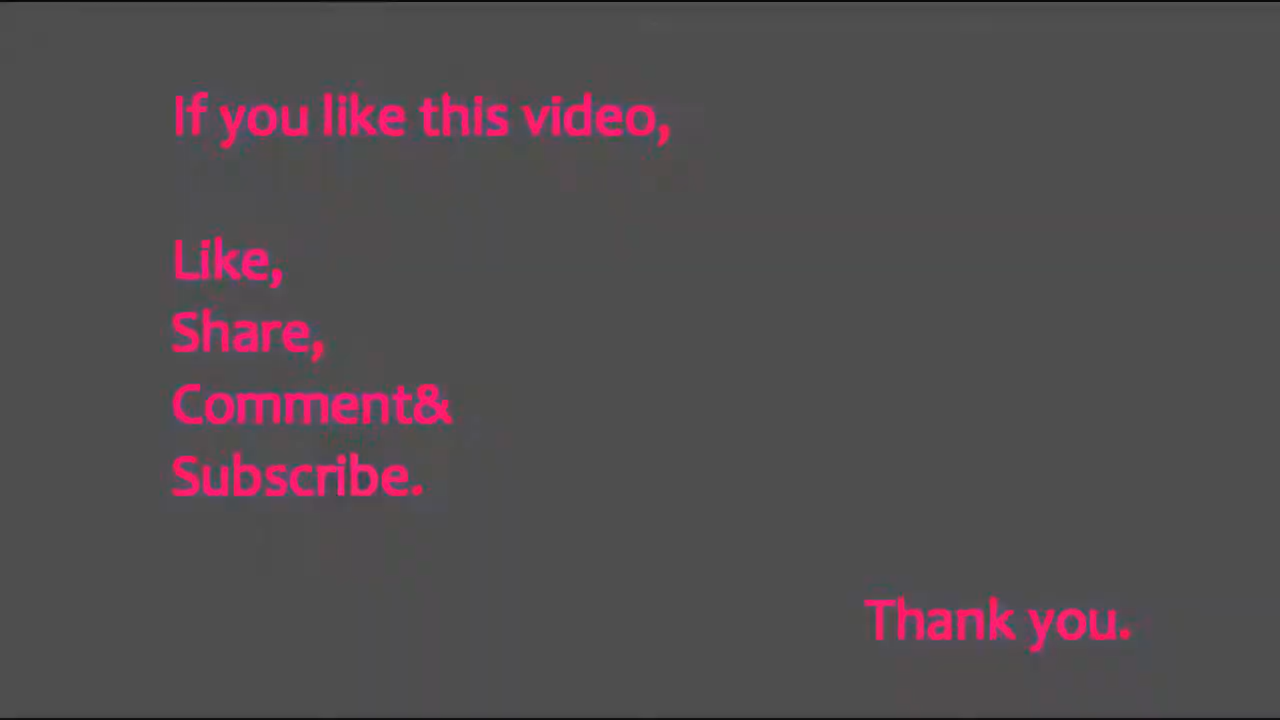 If you like this video,
Like,
Share,
Comment&
Subscribe.
Thank you.